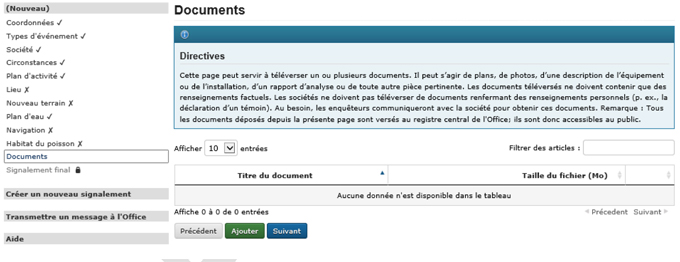 (Nouveau)
Coordonnées ✓
Types d'événement ✓
Société ✓
Circonstances ✓
Plan d'activité ✓
Lieu ✗
Nouveau terrain ✗
Plan d'eau ✓
Navigation ✗
Habitat du poisson ✗
Documents
Signalement final
Créer un nouveau signalement
Transmettre un message à l'Office
Aide
Documents
Directives
Cette page peut servir à téléverser un ou plusieurs documents. Il peut s'agir de plans, de photos, d'une description de l'équipement
ou de l'installation, d'un rapport d'analyse ou de toute autre pièce pertinente. Les documents téléversés ne doivent contenir que des
renseignements factuels. Les sociétés ne doivent pas téléverser de documents renfermant des renseignements personnels (p. ex., la
déclaration d'un témoin). Au besoin, les enquêteurs communiqueront avec la société pour obtenir ces documents. Remarque : Tous
les documents déposés depuis la présente page sont versés au registre central de l'Office; ils sont donc accessibles au public.
Afficher 10 entrées Filtrer des articles :
Titre du document Taille du fichier (Mo)
Aucune donnée n'est disponible dans le tableau
Affiche 0 à 0 de 0 entrées Précedent Suivant
Précédent Ajouter Suivant